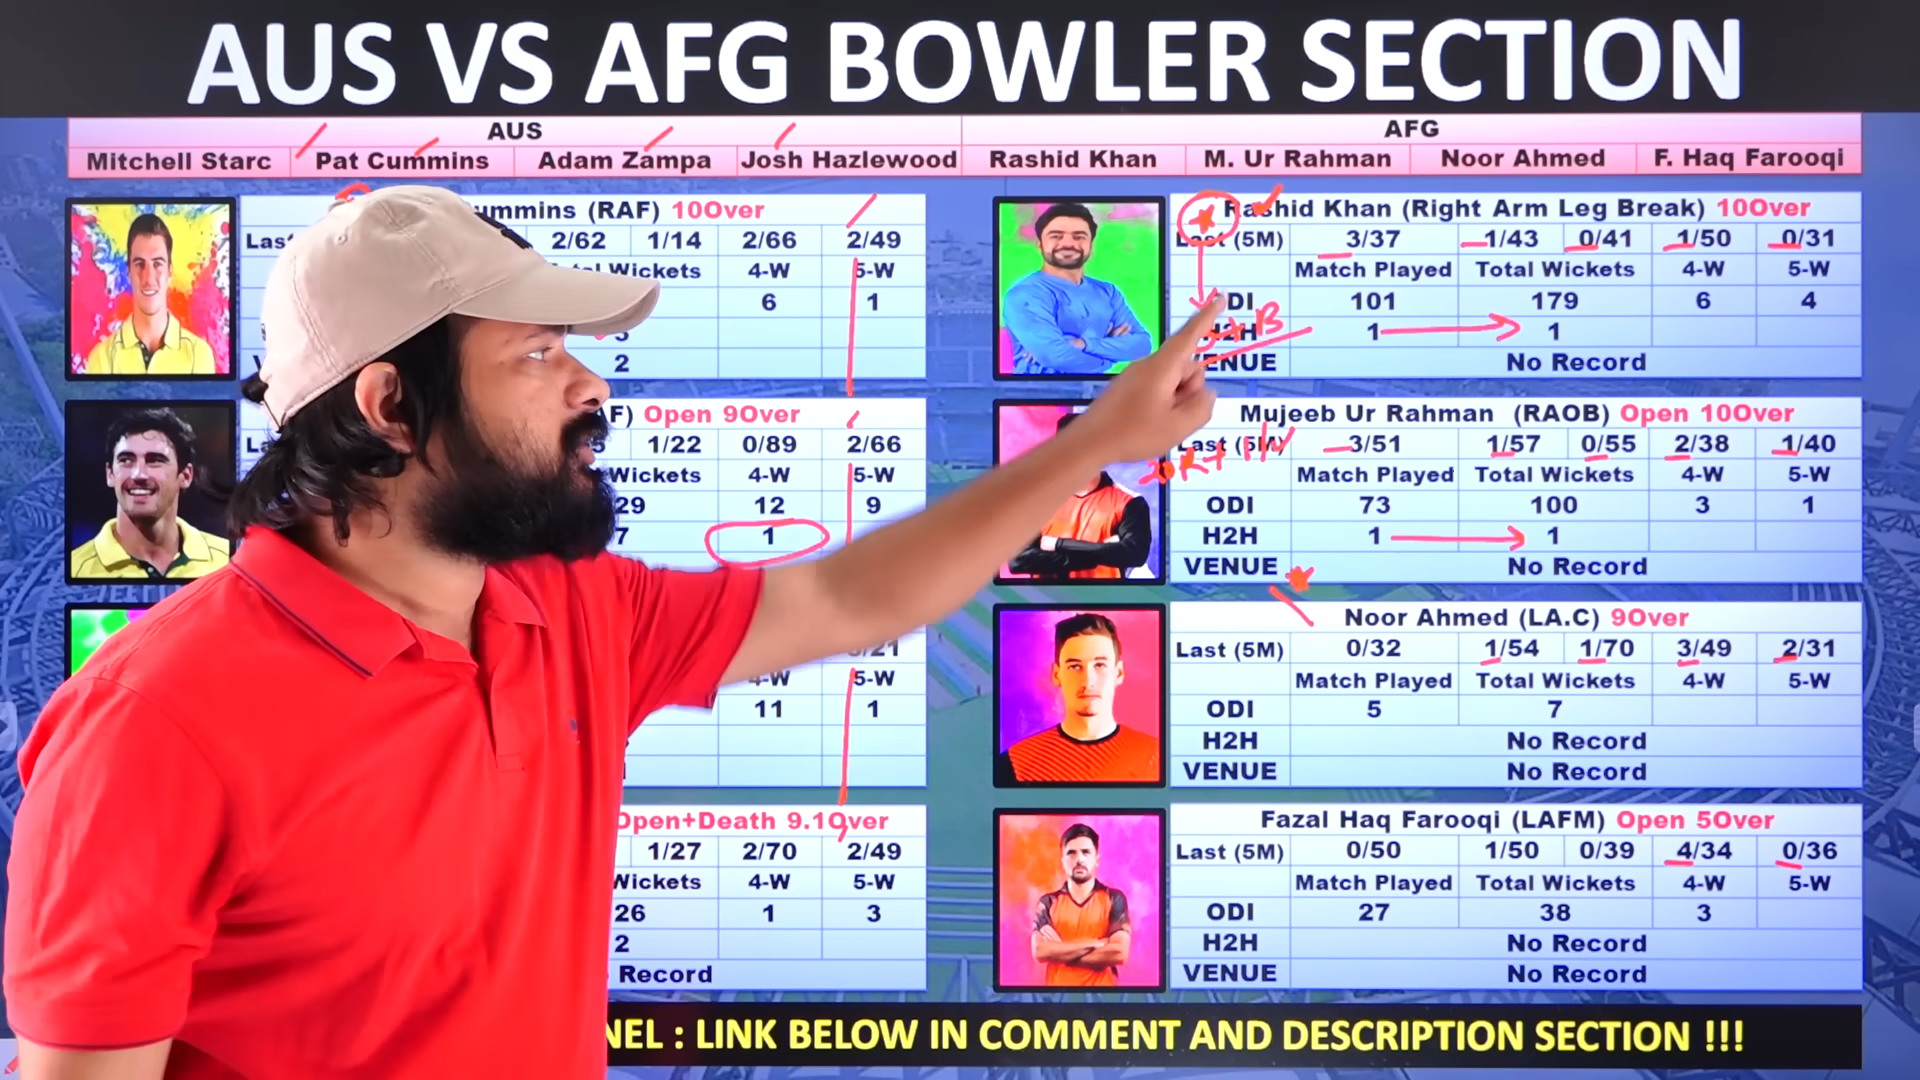 AUS VS AFG BOWLER SECTION
AUS
AFG
Mitchell Starc Pat Cummins Adam Zampa Josh Hazlewood Rashid Khan M. Ur Rahman Noor Ahmed F. Haq Farooqi
(RAF) 10Over
2/62 1/14 2/66 2/49
Wickets 4-W 5-W
6 1
2
Open 9Over
1/22 0/89 2/66
Wickets 4-W 5-W
29 12 9
7 1
4-W 5-W
11 1
Open+Death 9.1Over
1/27 2/70 2/49
Wickets 4-W 5-W
26 1 3
2
Record
Rashid Khan (Right Arm Leg Break) 10Over
Last (5M) 3/37 1/43 0/41 1/50 0/31
Match Played Total Wickets 4-W 5-W
ODI 101 179 6 4
H2H 1 1
VENUE No Record
+ B
Mujeeb Ur Rahman (RAOB) Open 10Over
Last (5M) 3/51 1/57 0/55 2/38 1/40
Match Played Total Wickets 4-W 5-W
ODI 73 100 3 1
H2H 1 1
VENUE No Record
Noor Ahmed (LA.C) 9Over
Last (5M) 0/32 1/54 1/70 3/49 2/31
Match Played Total Wickets 4-W 5-W
ODI 5 7
H2H No Record
VENUE No Record
Fazal Haq Farooqi (LAFM) Open 5Over
Last (5M) 0/50 1/50 0/39 4/34 0/36
Match Played Total Wickets 4-W 5-W
ODI 27 38 3
H2H No Record
VENUE No Record
: LINK BELOW IN COMMENT AND DESCRIPTION SECTION !!!